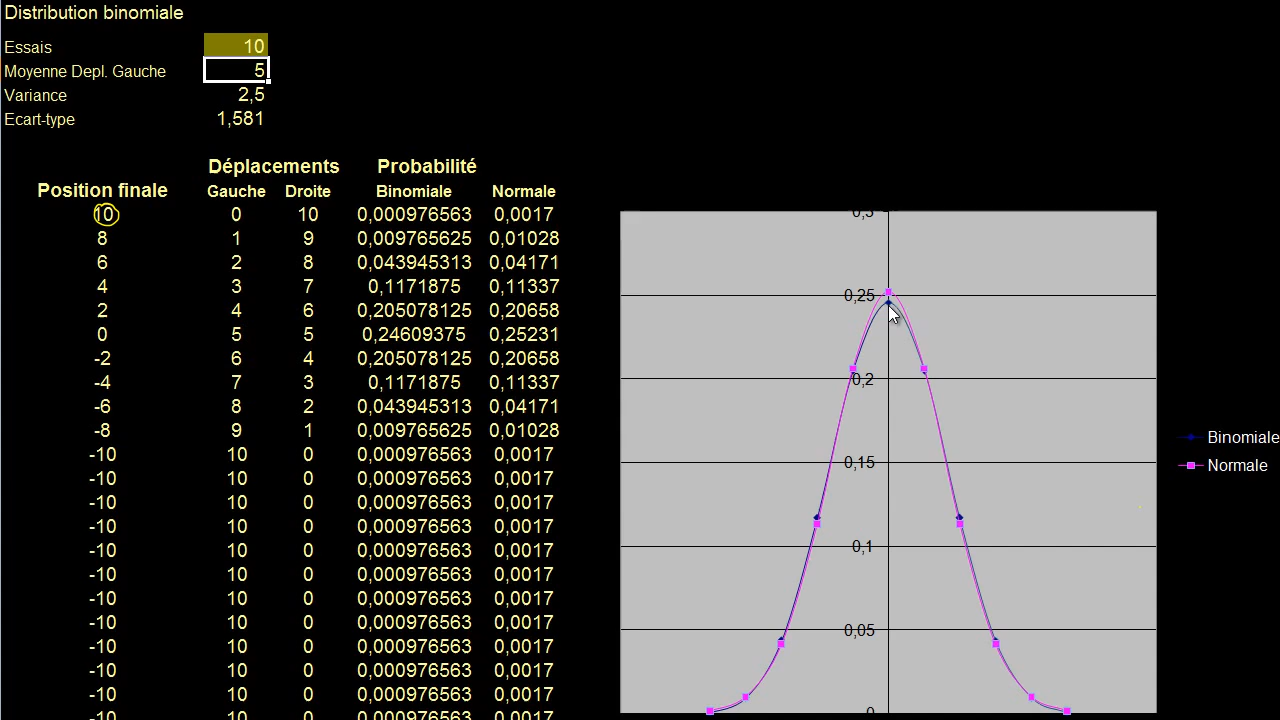 Distribution binomiale
Essais 10
Moyenne Depl. Gauche 5
Variance 2,5
Ecart-type 1,581
Déplacements Probabilité
Position finale Gauche Droite Binomiale Normale
10 0 10 0,000976563 0,0017
8 1 9 0,009765625 0,01028
6 2 8 0,043945313 0,04171
4 3 7 0,1171875 0,11337
2 4 6 0,205078125 0,20658
0 5 5 0,24609375 0,25231
-2 6 4 0,205078125 0,20658
-4 7 3 0,1171875 0,11337
-6 8 2 0,043945313 0,04171
-8 9 1 0,009765625 0,01028
-10 10 0 0,000976563 0,0017
-10 10 0 0,000976563 0,0017
-10 10 0 0,000976563 0,0017
-10 10 0 0,000976563 0,0017
-10 10 0 0,000976563 0,0017
-10 10 0 0,000976563 0,0017
-10 10 0 0,000976563 0,0017
-10 10 0 0,000976563 0,0017
-10 10 0 0,000976563 0,0017
-10 10 0 0,000976563 0,0017
-10 10 0 0,000976563 0,0017
-10 10 0 0,000976563 0,0017
0,3
0,25
0,2
0,15
0,1
0,05
0
Binomiale
Normale